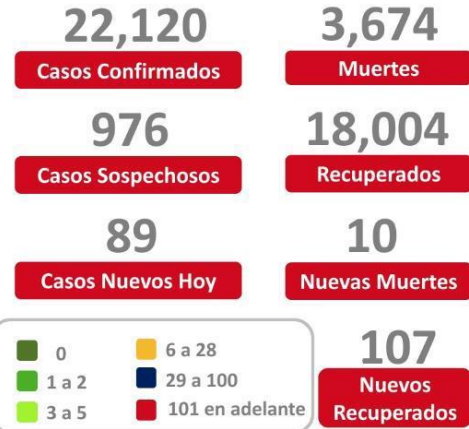 22,120
Casos Confirmados
3,674
Muertes
976
Casos Sospechosos
18,004
Recuperados
89
Casos Nuevos Hoy
10
Nuevas Muertes
0
1 a 2
3 a 5
6 a 28
29 a 100
101 en adelante
107
Nuevos
Recuperados